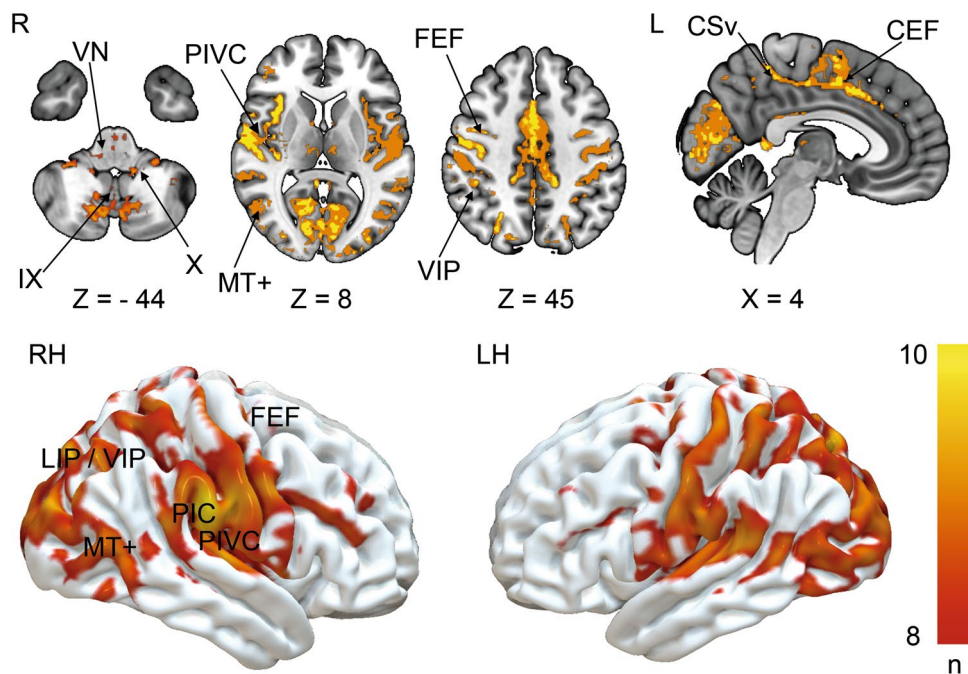 R
L
VN
PIVC
FEF
CSv
CEF
IX
X
MT+
VIP
Z = - 44
Z = 8
Z = 45
X = 4
RH
LH
10
FEF
LIP / VIP
PIC
PIVC
MT+
8
n